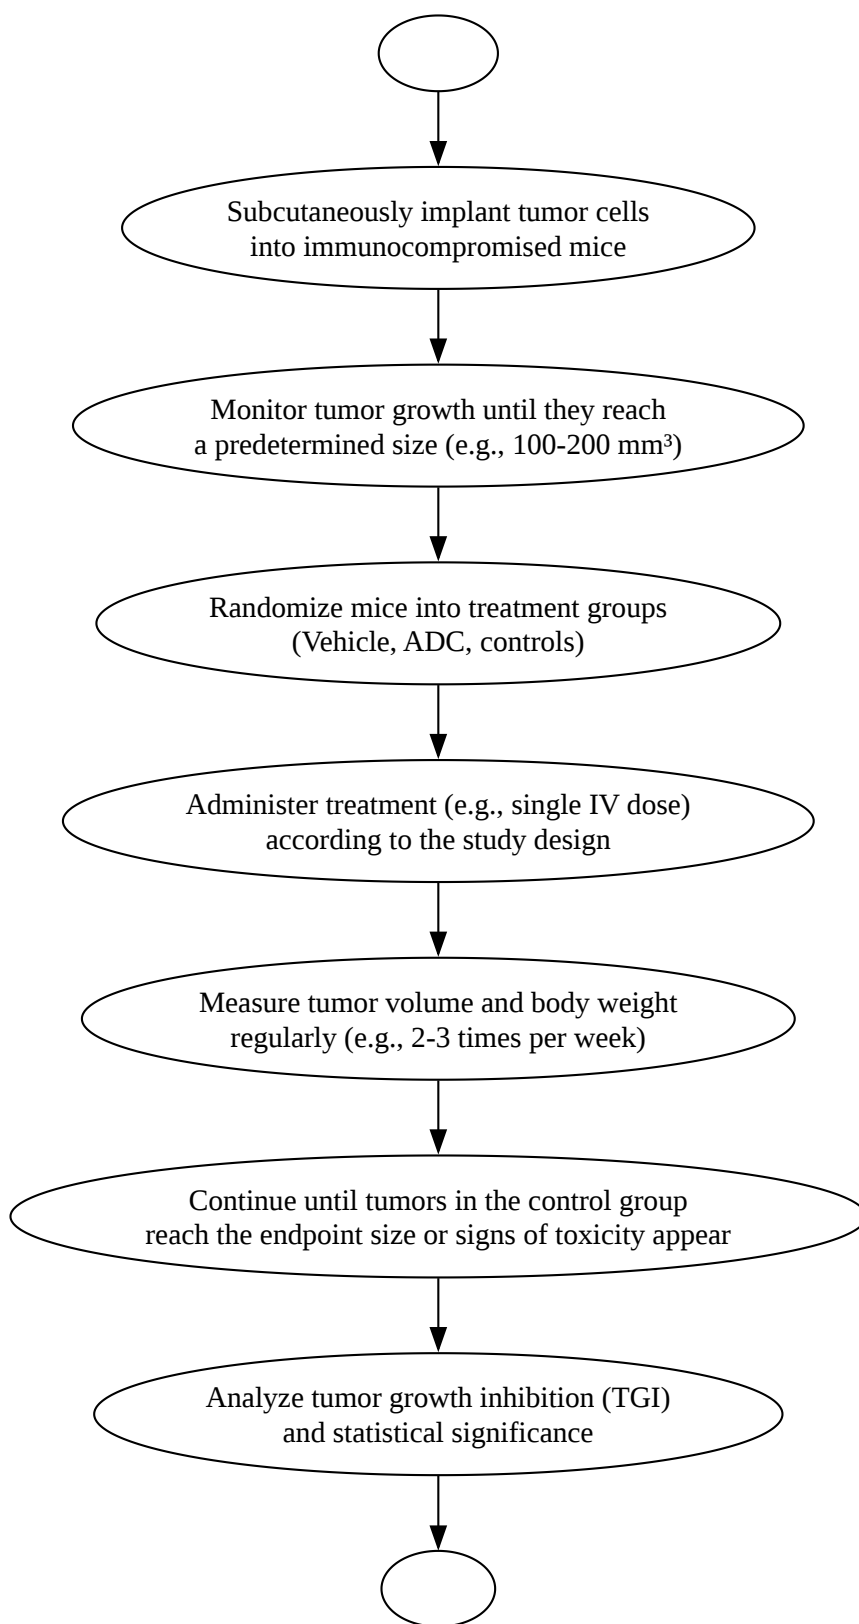 Subcutaneously implant tumor cells
into immunocompromised mice
Monitor tumor growth until they reach
a predetermined size (e.g., 100-200 mm³)
Randomize mice into treatment groups
(Vehicle, ADC, controls)
Administer treatment (e.g., single IV dose)
according to the study design
Measure tumor volume and body weight
regularly (e.g., 2-3 times per week)
Continue until tumors in the control group
reach the endpoint size or signs of toxicity appear
Analyze tumor growth inhibition (TGI)
and statistical significance